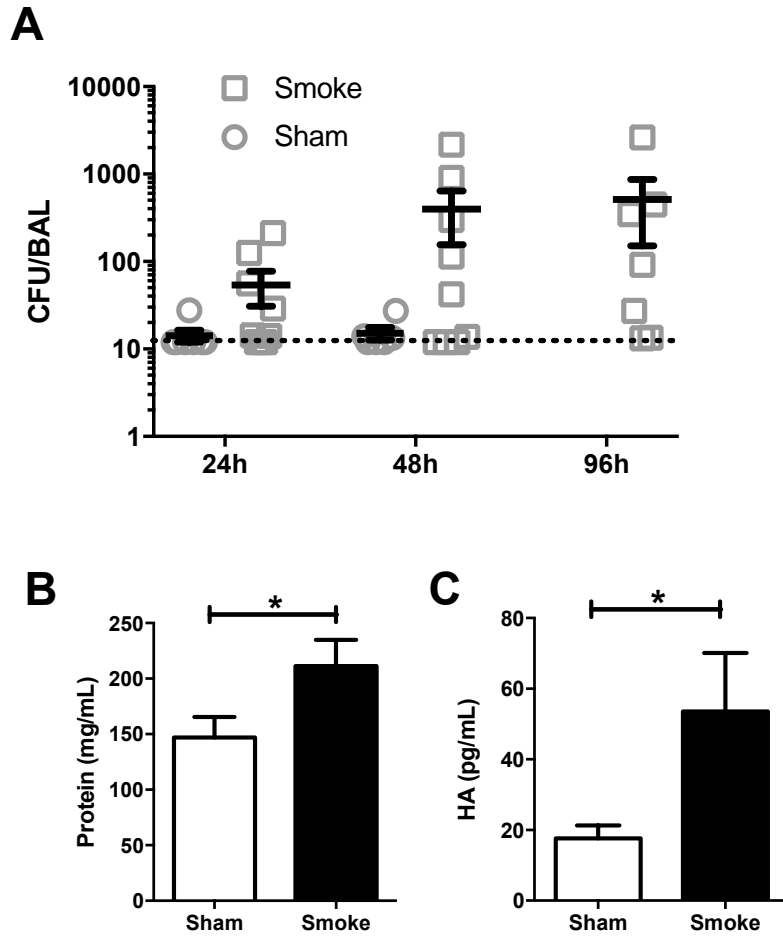 A
10000
1000
100
10
1
CFU/BAL
Smoke
Sham
24h 48h 96h
B
250
200
150
100
50
0
Protein (mg/mL)
*
Sham Smoke
C
80
60
40
20
0
HA (pg/mL)
*
Sham Smoke